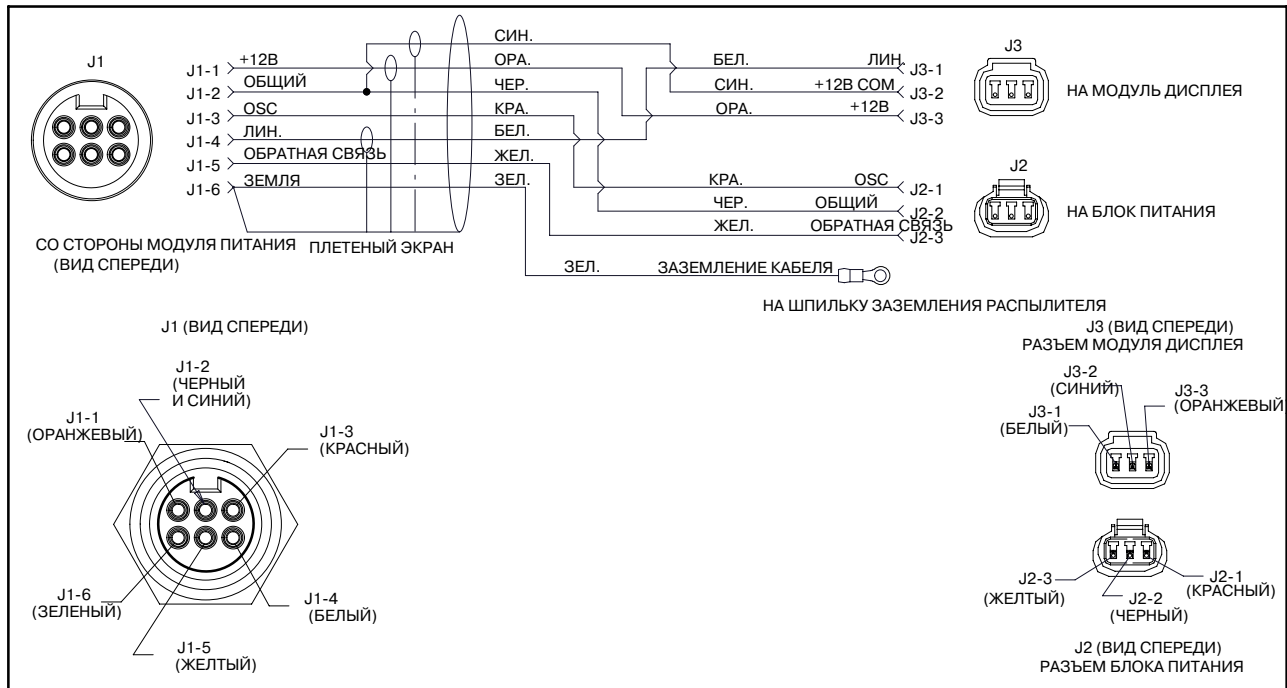 J1
J1-1
+12В
J1-2
ОБЩИЙ
J1-3
OSC
J1-4
ЛИН.
J1-5
ОБРАТНАЯ СВЯЗЬ
J1-6
ЗЕМЛЯ
СО СТОРОНЫ МОДУЛЯ ПИТАНИЯ
(ВИД СПЕРЕДИ)
ПЛЕТЕНЫЙ ЭКРАН
СИН.
ОРА.
ЧЕР.
КРА.
БЕЛ.
ЖЕЛ.
ЗЕЛ.
БЕЛ.
ЛИН.
J3-1
СИН.
+12В COM
J3-2
ОРА.
+12В
J3-3
J3
НА МОДУЛЬ ДИСПЛЕЯ
КРА.
OSC
J2-1
ЧЕР.
ОБЩИЙ
J2-2
ЖЕЛ.
ОБРАТНАЯ СВЯЗЬ
J2-3
J2
НА БЛОК ПИТАНИЯ
ЗЕЛ.
ЗАЗЕМЛЕНИЕ КАБЕЛЯ
НА ШПИЛЬКУ ЗАЗЕМЛЕНИЯ РАСПЫЛИТЕЛЯ
J1 (ВИД СПЕРЕДИ)
J1-2
(ЧЕРНЫЙ
И СИНИЙ)
J1-1
(ОРАНЖЕВЫЙ)
J1-3
(КРАСНЫЙ)
J1-6
(ЗЕЛЕНЫЙ)
J1-4
(БЕЛЫЙ)
J1-5
(ЖЕЛТЫЙ)
J3 (ВИД СПЕРЕДИ)
РАЗЪЕМ МОДУЛЯ ДИСПЛЕЯ
J3-2
(СИНИЙ)
J3-3
(ОРАНЖЕВЫЙ
J3-1
(БЕЛЫЙ)
J2-3
(ЖЕЛТЫЙ)
J2-1
(КРАСНЫЙ)
J2-2
(ЧЕРНЫЙ)
J2 (ВИД СПЕРЕДИ)
РАЗЪЕМ БЛОКА ПИТАНИЯ